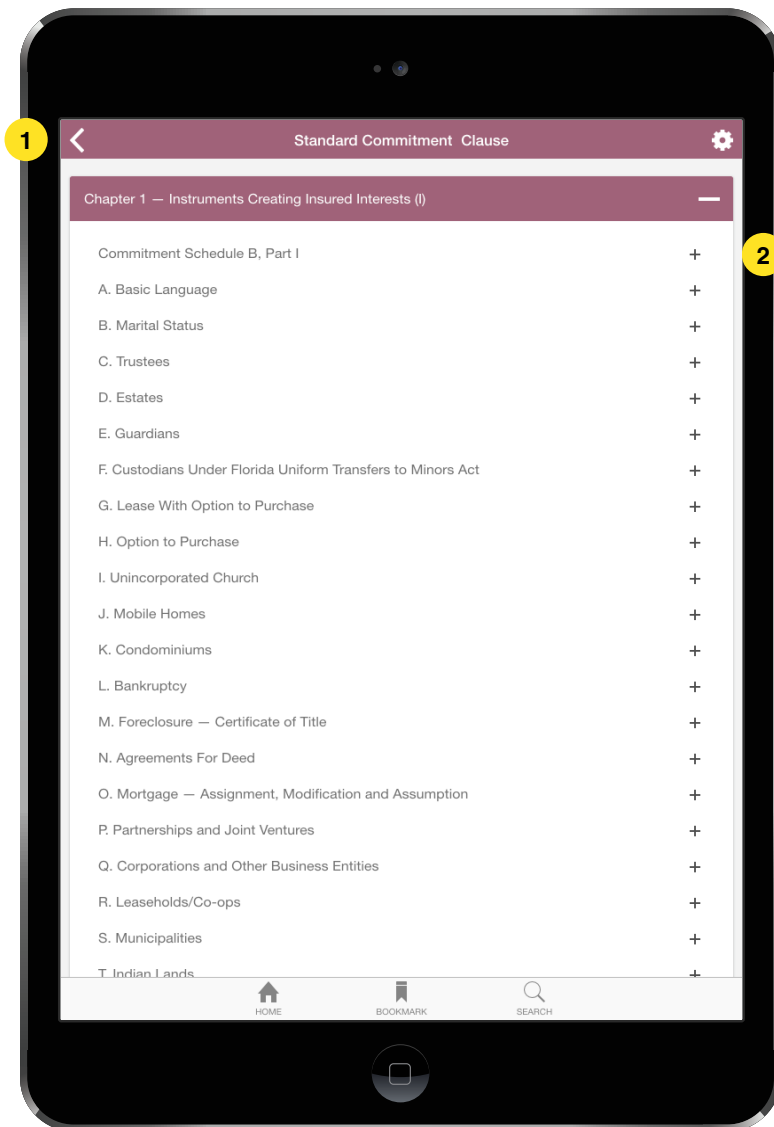 1
Standard Commitment Clause
Chapter 1 — Instruments Creating Insured Interests (I)
Commitment Schedule B, Part I
2
A. Basic Language
B. Marital Status
C. Trustees
D. Estates
E. Guardians
F. Custodians Under Florida Uniform Transfers to Minors Act
G. Lease With Option to Purchase
H. Option to Purchase
I. Unincorporated Church
J. Mobile Homes
K. Condominiums
L. Bankruptcy
M. Foreclosure — Certificate of Title
N. Agreements For Deed
O. Mortgage — Assignment, Modification and Assumption
P. Partnerships and Joint Ventures
Q. Corporations and Other Business Entities
R. Leaseholds/Co-ops
S. Municipalities
T. Indian Lands
HOME BOOKMARK SEARCH